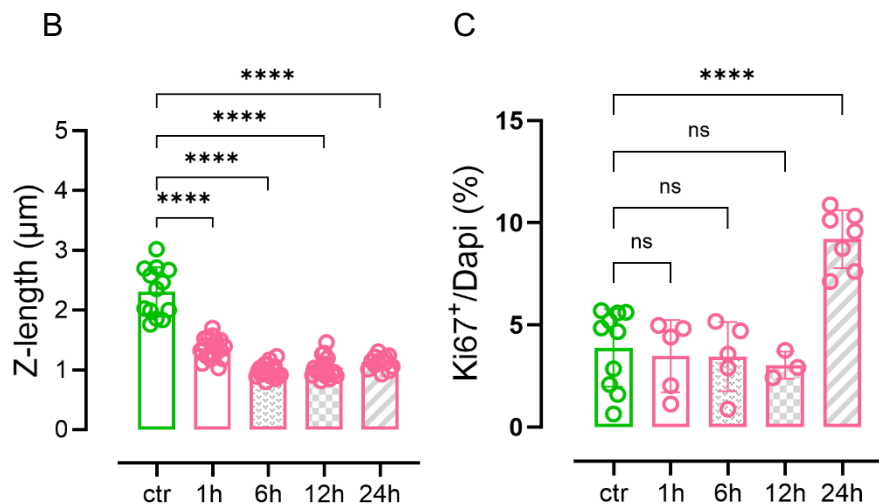 B
****
****
****
****
Z-length (µm)
5
4
3
2
1
0
ctr 1h 6h 12h 24h
C
****
ns
ns
ns
Ki67+/Dapi (%)
15
10
5
0
ctr 1h 6h 12h 24h